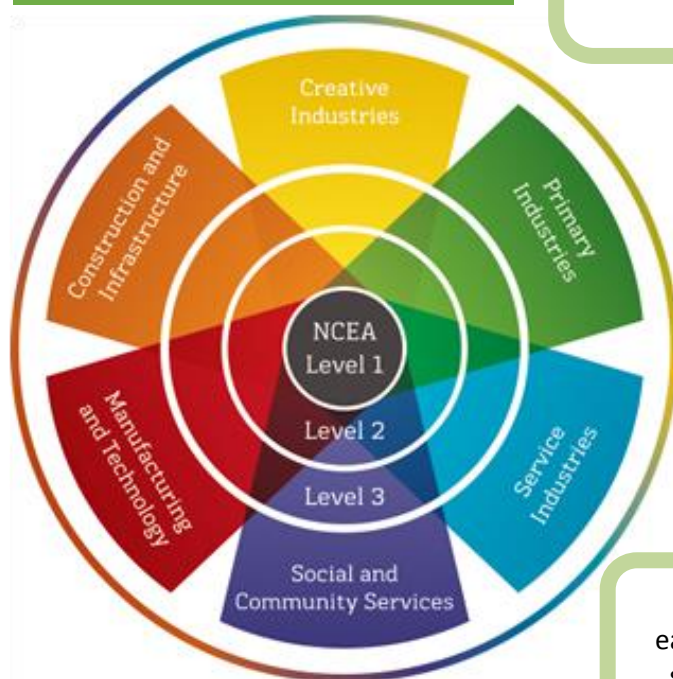 Creative
Industries
Primary
Industries
Construction and
Infrastructure
NCEA
Level 1
Level 2
Level 3
Manufacturing
and Technology
Service
Industries
Social and
Community Services